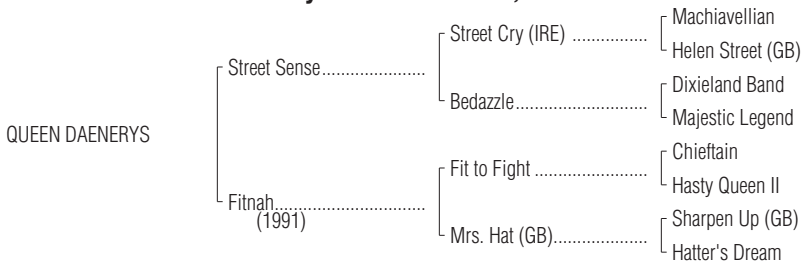 Machiavellian
Street Cry (IRE) ................
Helen Street (GB)
Street Sense......................
Dixieland Band
Bedazzle...........................
Majestic Legend
QUEEN DAENERYS
Chieftain
Fit to Fight ......................
Hasty Queen II
Fitnah................................
(1991)
Sharpen Up (GB)
Mrs. Hat (GB)....................
Hatter's Dream